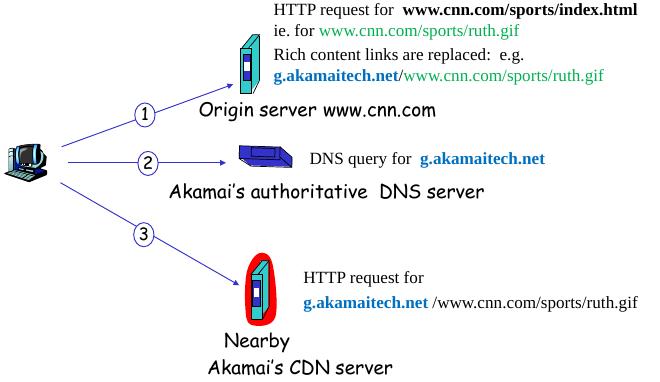 HTTP request for www.cnn.com/sports/index.html
ie. for www.cnn.com/sports/ruth.gif
Rich content links are replaced: e.g.
g.akamaitech.net/www.cnn.com/sports/ruth.gif
1
Origin server www.cnn.com
2
DNS query for g.akamaitech.net
Akamai's authoritative DNS server
3
HTTP request for
g.akamaitech.net /www.cnn.com/sports/ruth.gif
Nearby
Akamai's CDN server